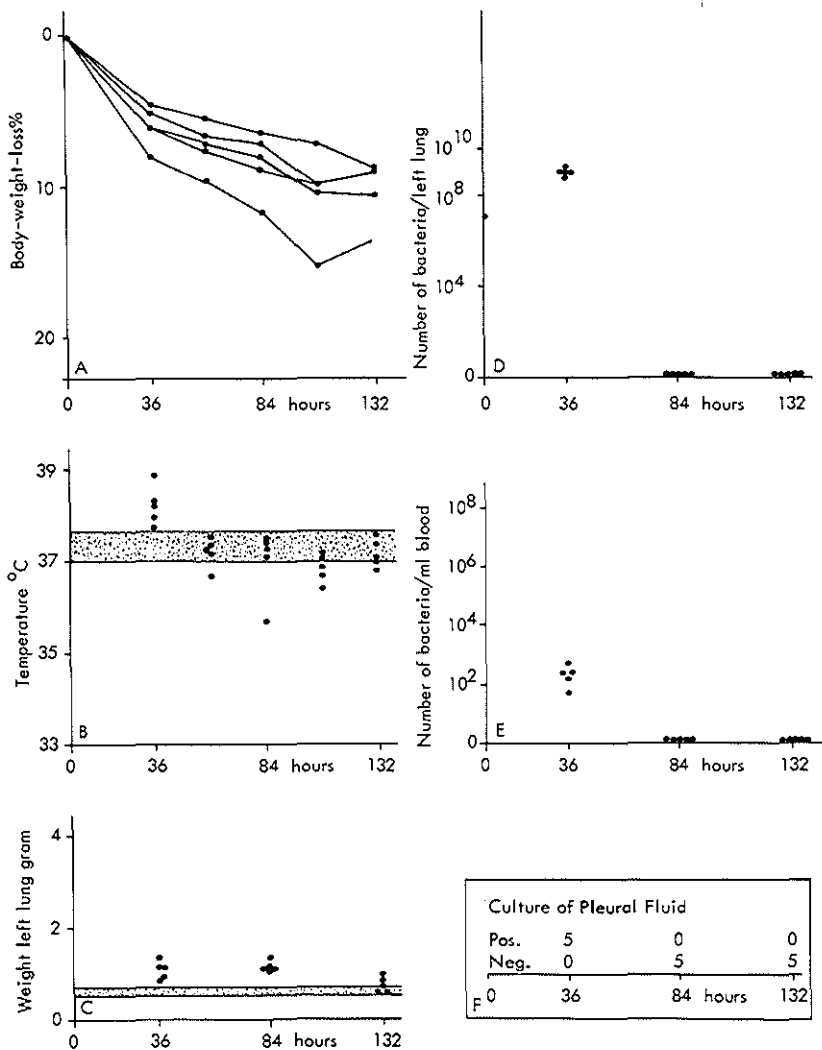 0
10
20
Body-weight-loss%
A
0 36 84 hours 132
39
37
35
33
Temperature °C
B
0 36 84 hours 132
4
2
0
Weight left lung gram
C
0 36 84 hours 132
10^10
10^8
10^4
0
Number of bacteria/left lung
D
0 36 84 hours 132
10^8
10^6
10^4
10^2
0
Number of bacteria/ml blood
E
0 36 84 hours 132
Culture of Pleural Fluid
Pos. 5 0 0
Neg. 0 5 5
F
0 36 84 hours 132